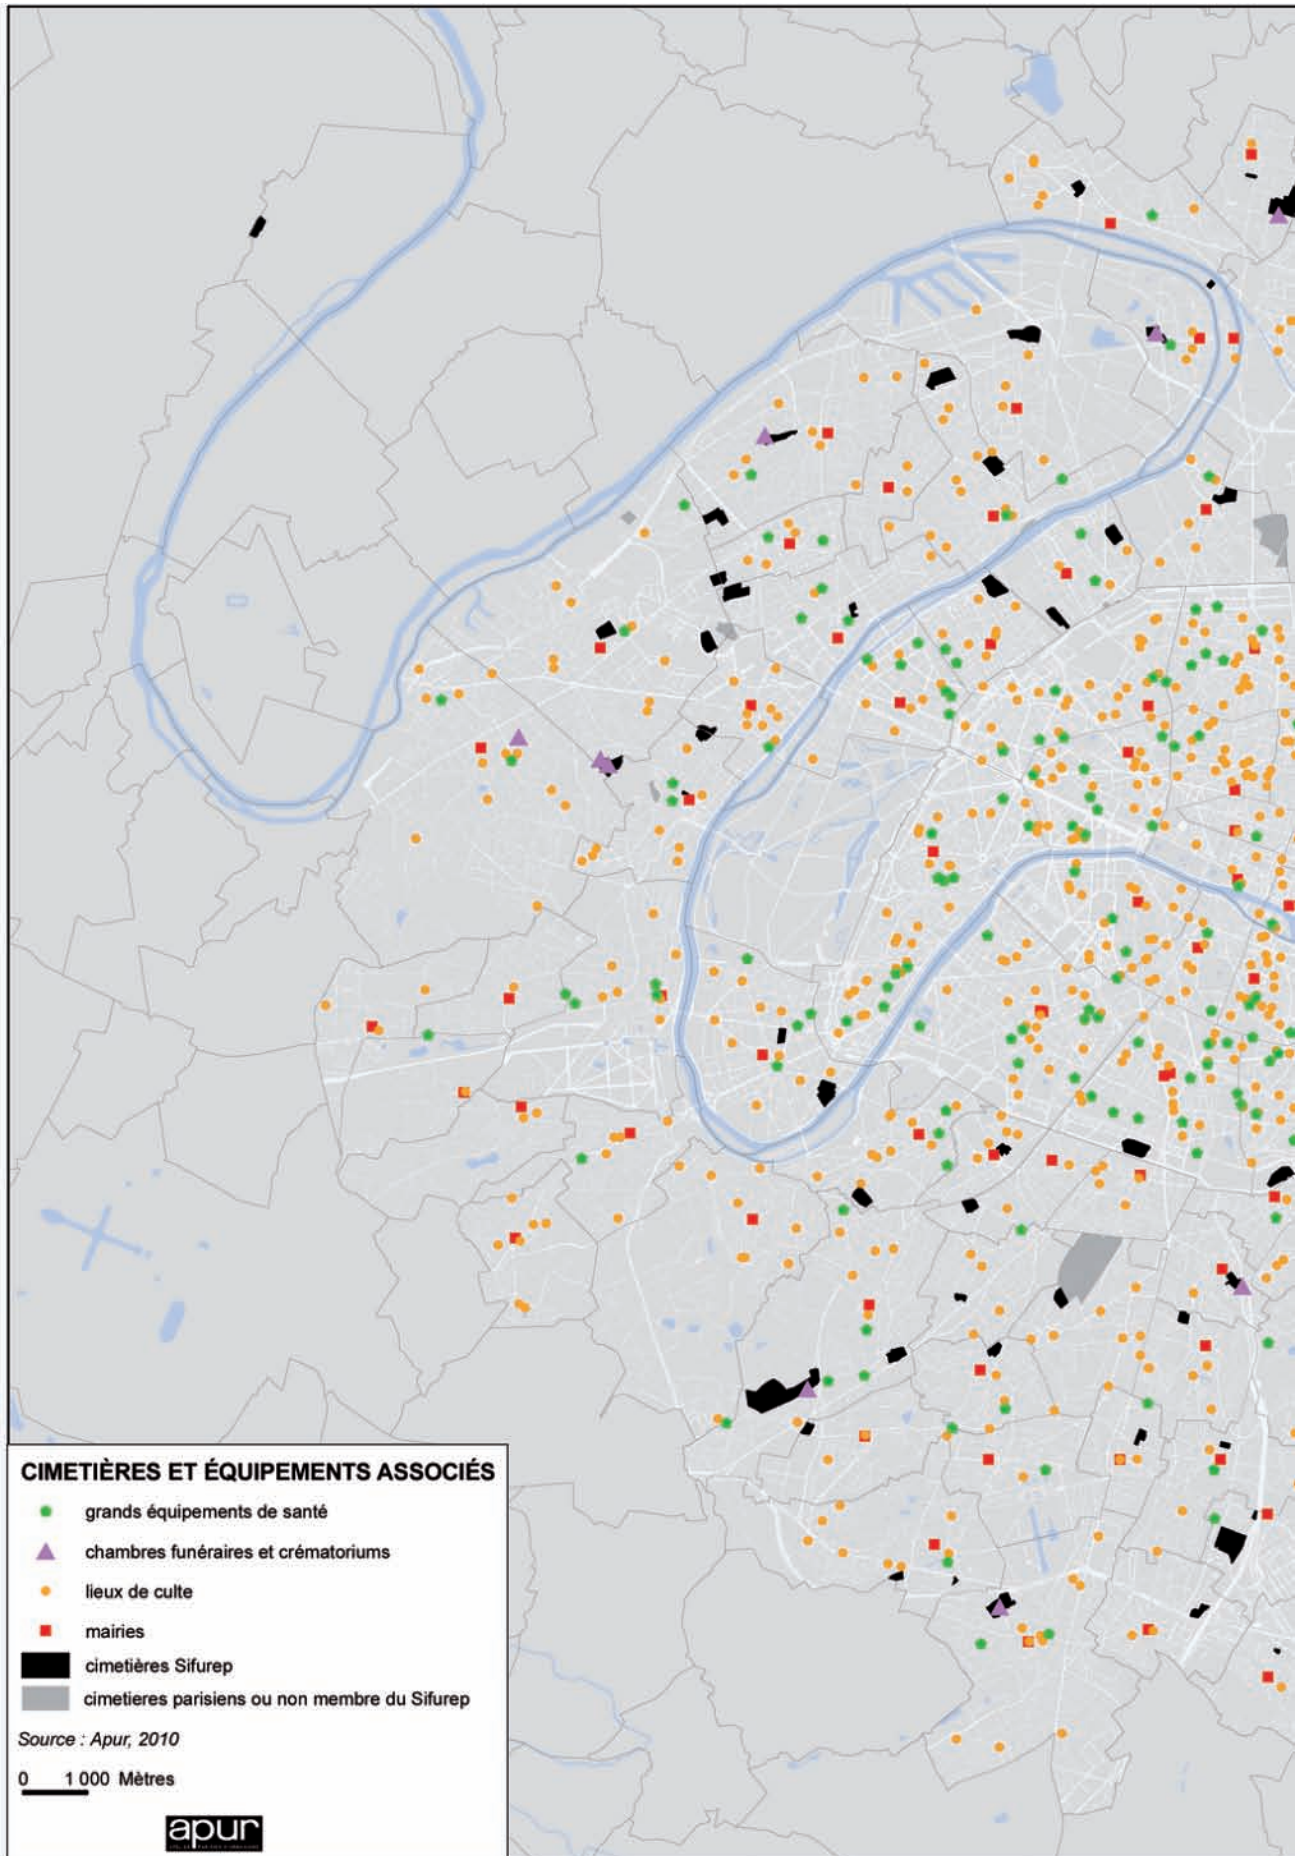 CIMETIÈRES ET ÉQUIPEMENTS ASSOCIÉS
grands équipements de santé
chambres funéraires et crématoriums
lieux de culte
mairies
cimetières Sifurep
cimetieres parisiens ou non membre du Sifurep
Source : Apur, 2010
0 1 000 Mètres
apur